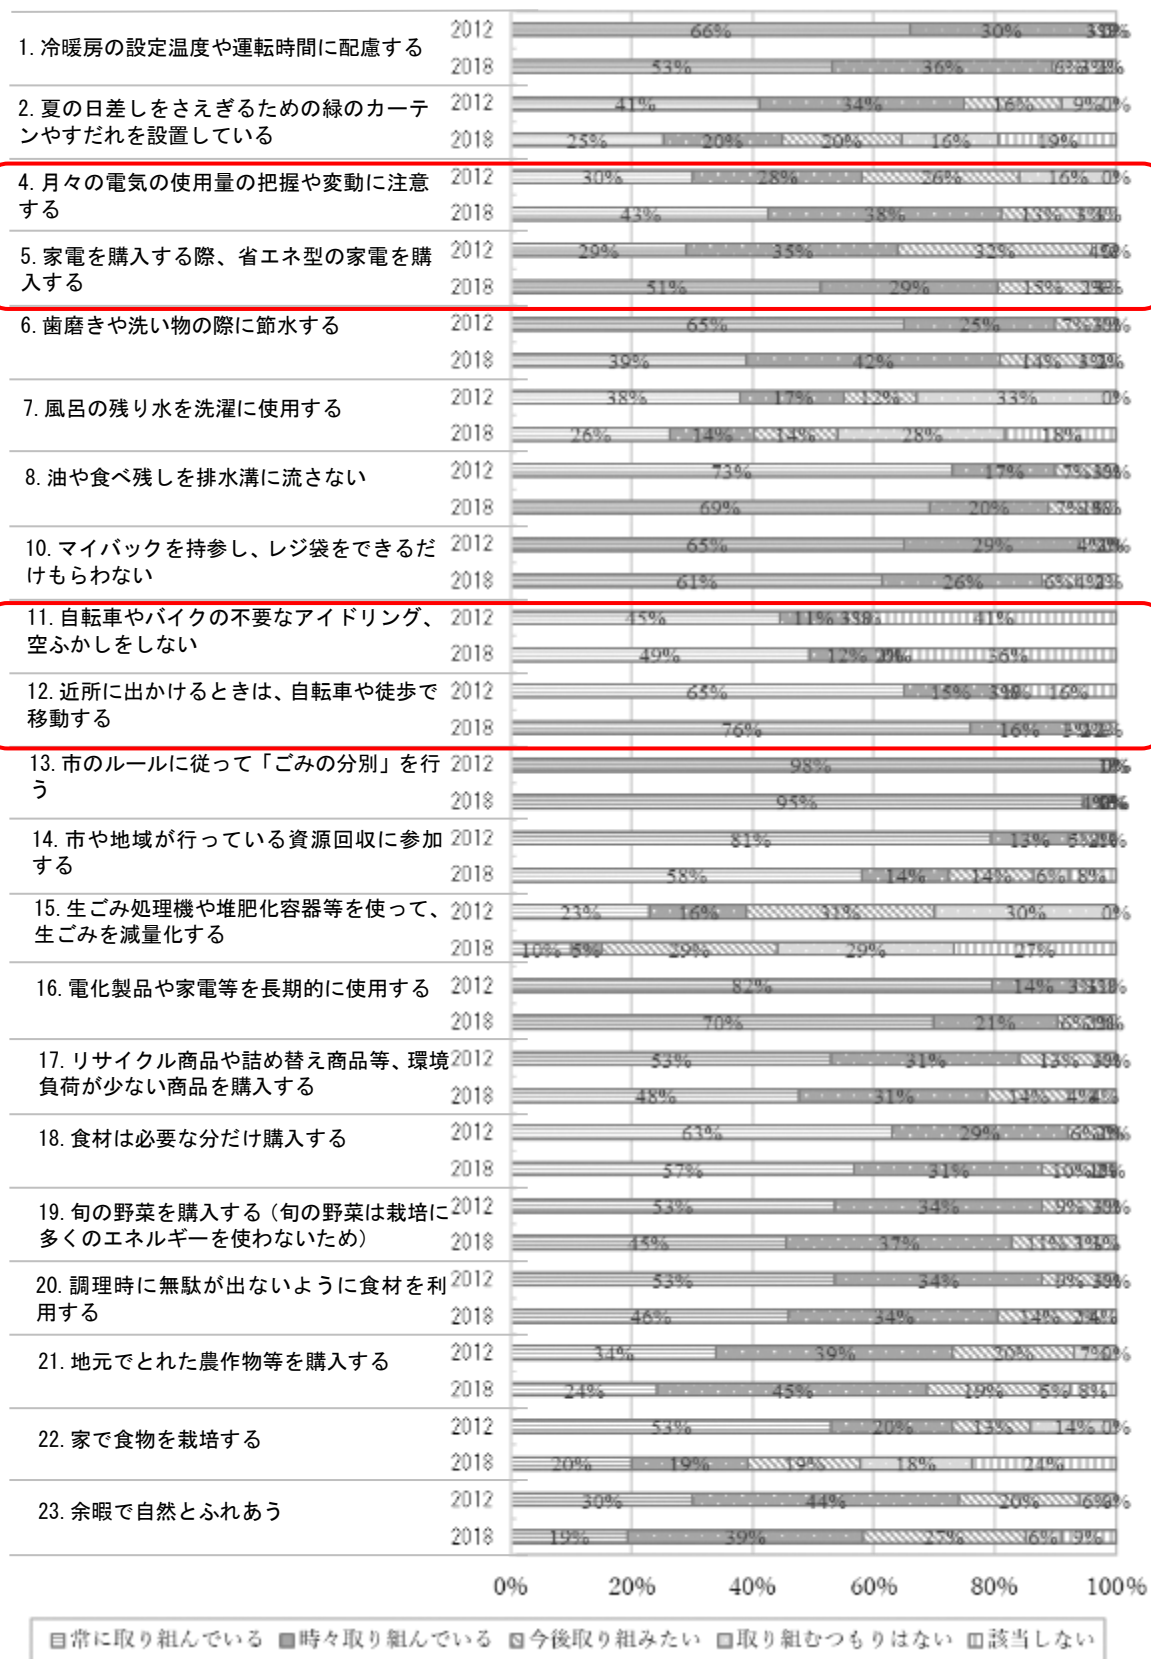 1. 冷暖房の設定温度や運転時間に配慮する
2012 66% 30%
2018 53% 36%
2. 夏の日差しをさえぎるための緑のカーテ
ンやすだれを設置している
2012 41% 34% 16% 9% 0%
2018 25% 20% 20% 16% 19%
4. 月々の電気の使用量の把握や変動に注意
する
2012 30% 28% 26% 16% 0%
2018 43% 38% 13%
5. 家電を購入する際、省エネ型の家電を購
入する
2012 29% 35% 32%
2018 51% 29% 15%
6. 歯磨きや洗い物の際に節水する
2012 65% 25%
2018 39% 42% 14%
7. 風呂の残り水を洗濯に使用する
2012 38% 17% 12% 33% 0%
2018 26% 14% 14% 28% 18%
8. 油や食べ残しを排水溝に流さない
2012 73% 17%
2018 69% 20%
10. マイバックを持参し、レジ袋をできるだ
けもらわない
2012 65% 29%
2018 61% 26%
11. 自転車やバイクの不要なアイドリング、
空ふかしをしない
2012 45% 11% 41%
2018 49% 12% 36%
12. 近所に出かけるときは、自転車や徒歩で
移動する
2012 65% 15% 16%
2018 76% 16%
13. 市のルールに従って「ごみの分別」を行
う
2012 98%
2018 95%
14. 市や地域が行っている資源回収に参加
する
2012 81% 13%
2018 58% 14% 14% 6% 8%
15. 生ごみ処理機や堆肥化容器等を使って、
生ごみを減量化する
2012 23% 16% 31% 30% 0%
2018 10% 5% 29% 29% 27%
16. 電化製品や家電等を長期的に使用する
2012 82% 14%
2018 70% 21%
17. リサイクル商品や詰め替え商品等、環境
負荷が少ない商品を購入する
2012 53% 31% 13%
2018 48% 31% 14%
18. 食材は必要な分だけ購入する
2012 63% 29%
2018 57% 31% 10%
19. 旬の野菜を購入する（旬の野菜は栽培に
多くのエネルギーを使わないため）
2012 53% 34% 9%
2018 45% 37% 11%
20. 調理時に無駄が出ないように食材を利
用する
2012 53% 34% 9%
2018 46% 34% 14%
21. 地元でとれた農作物等を購入する
2012 34% 39% 20% 7%
2018 24% 45% 19% 5% 8%
22. 家で食物を栽培する
2012 53% 20% 13% 14% 0%
2018 20% 19% 19% 18% 24%
23. 余暇で自然とふれあう
2012 30% 44% 20% 6%
2018 19% 39% 27% 6% 9%
0% 20% 40% 60% 80% 100%
常に取り組んでいる 時々取り組んでいる 今後取り組みたい 取り組むつもりはない 該当しない